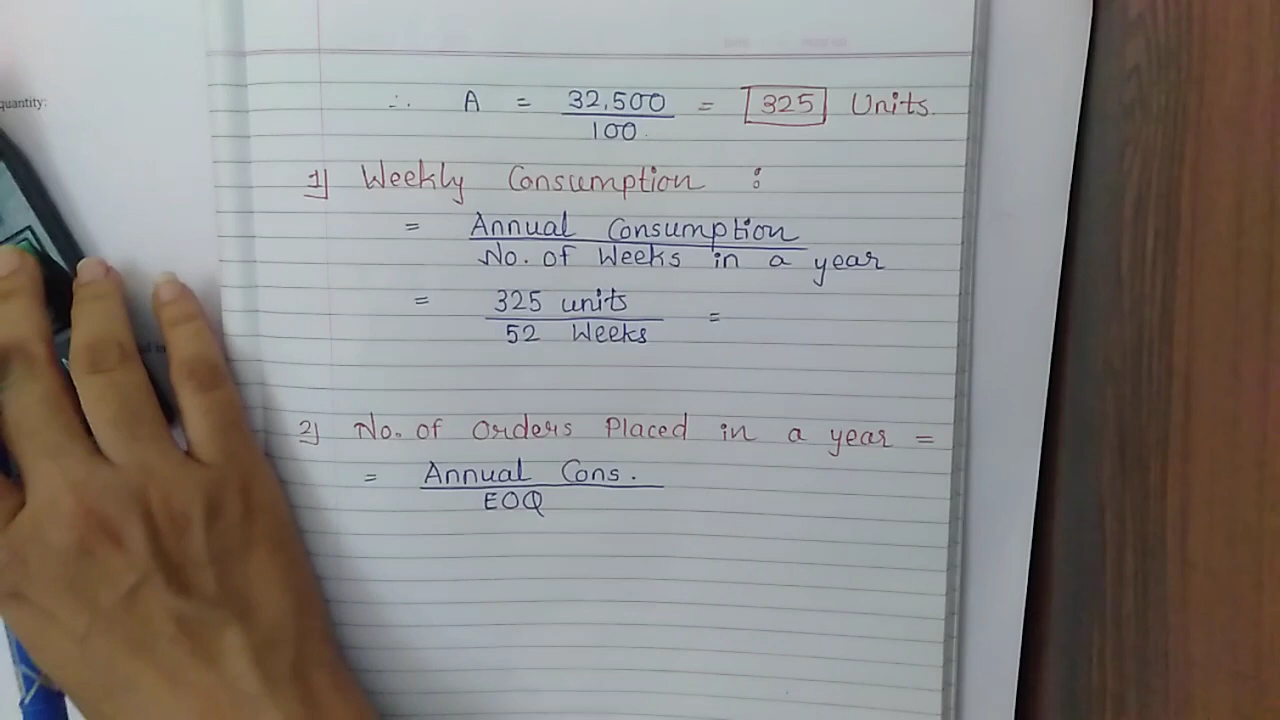 quantity:
∴ A = 32,500 / 100. = 325 Units.
1) Weekly Consumption :
= Annual Consumption
No. of Weeks in a year
= 325 units / 52 Weeks =
2) No. of Orders Placed in a year =
= Annual Cons.
EOQ